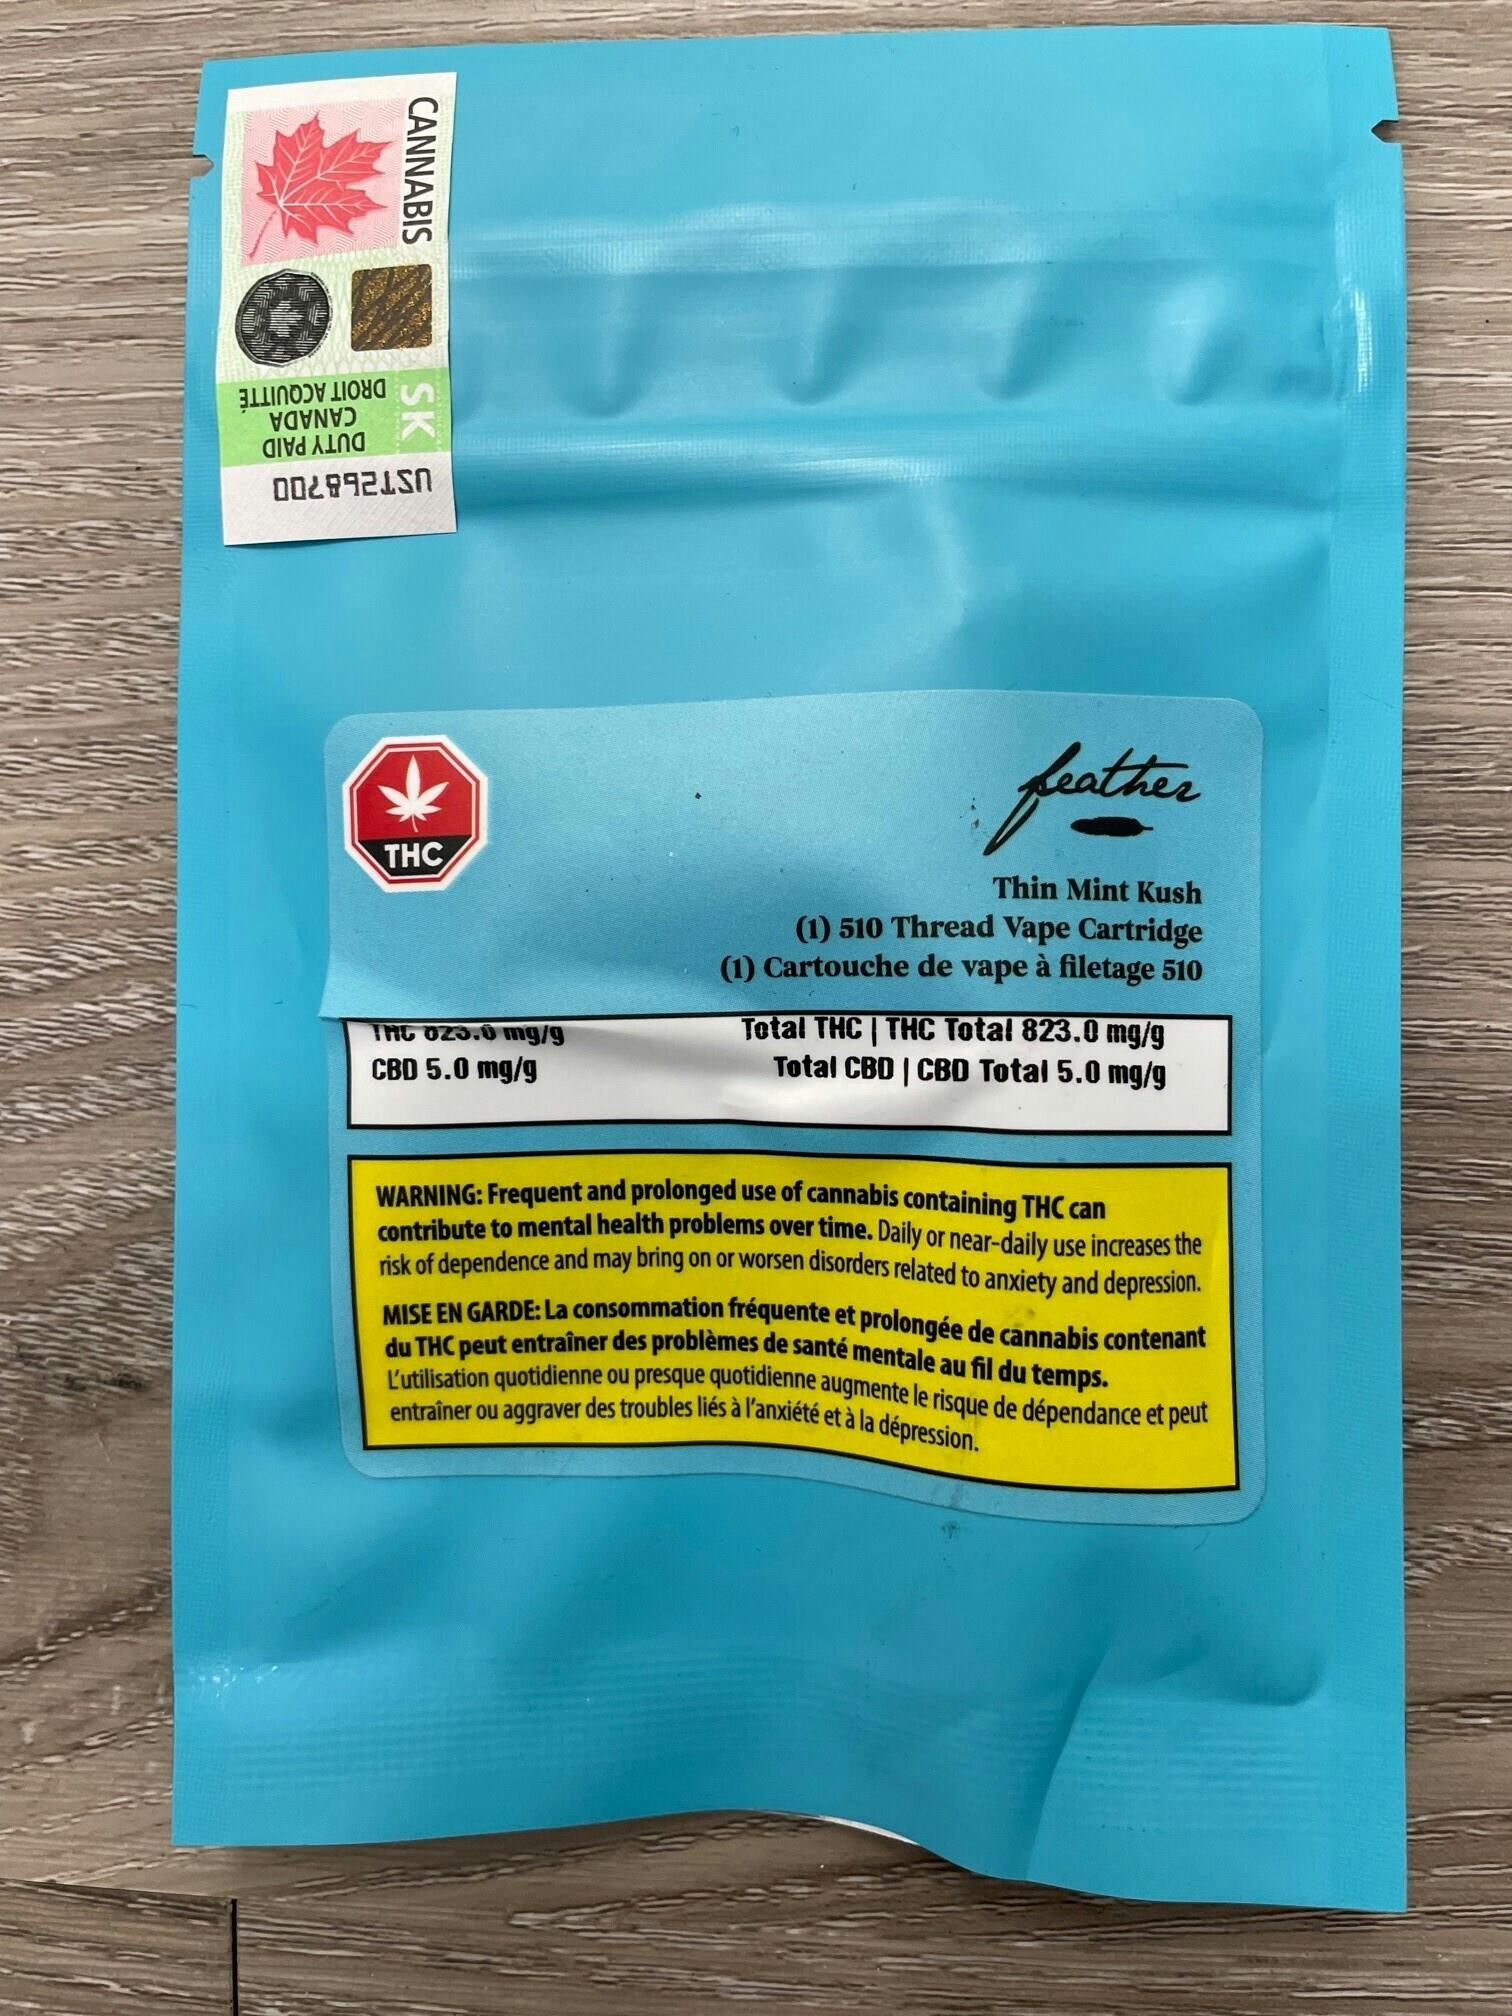 CANNABIS
SK
DUTY PAID
CANADA
DROIT ACQUITTÉ
UZT268700
THC
feather
Thin Mint Kush
(1) 510 Thread Vape Cartridge
(1) Cartouche de vape à filetage 510
THC 823.0 mg/g Total THC | THC Total 823.0 mg/g
CBD 5.0 mg/g Total CBD | CBD Total 5.0 mg/g
WARNING: Frequent and prolonged use of cannabis containing THC can
contribute to mental health problems over time. Daily or near-daily use increases the
risk of dependence and may bring on or worsen disorders related to anxiety and depression.
MISE EN GARDE: La consommation fréquente et prolongée de cannabis contenant
du THC peut entraîner des problèmes de santé mentale au fil du temps.
L'utilisation quotidienne ou presque quotidienne augmente le risque de dépendance et peut
entraîner ou aggraver des troubles liés à l'anxiété et à la dépression.